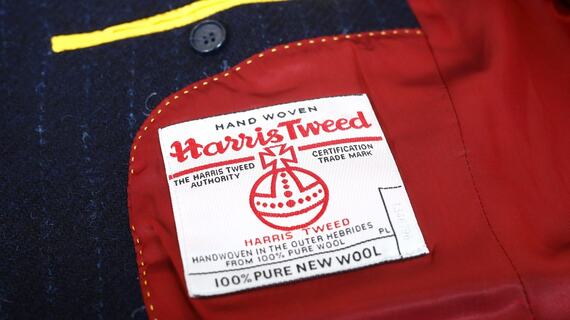 HAND WOVEN
Harris Tweed
THE HARRIS TWEED AUTHORITY
CERTIFICATION TRADE MARK
HARRIS TWEED
HANDWOVEN IN THE OUTER HEBRIDES
FROM 100% PURE WOOL
PL
100% PURE NEW WOOL